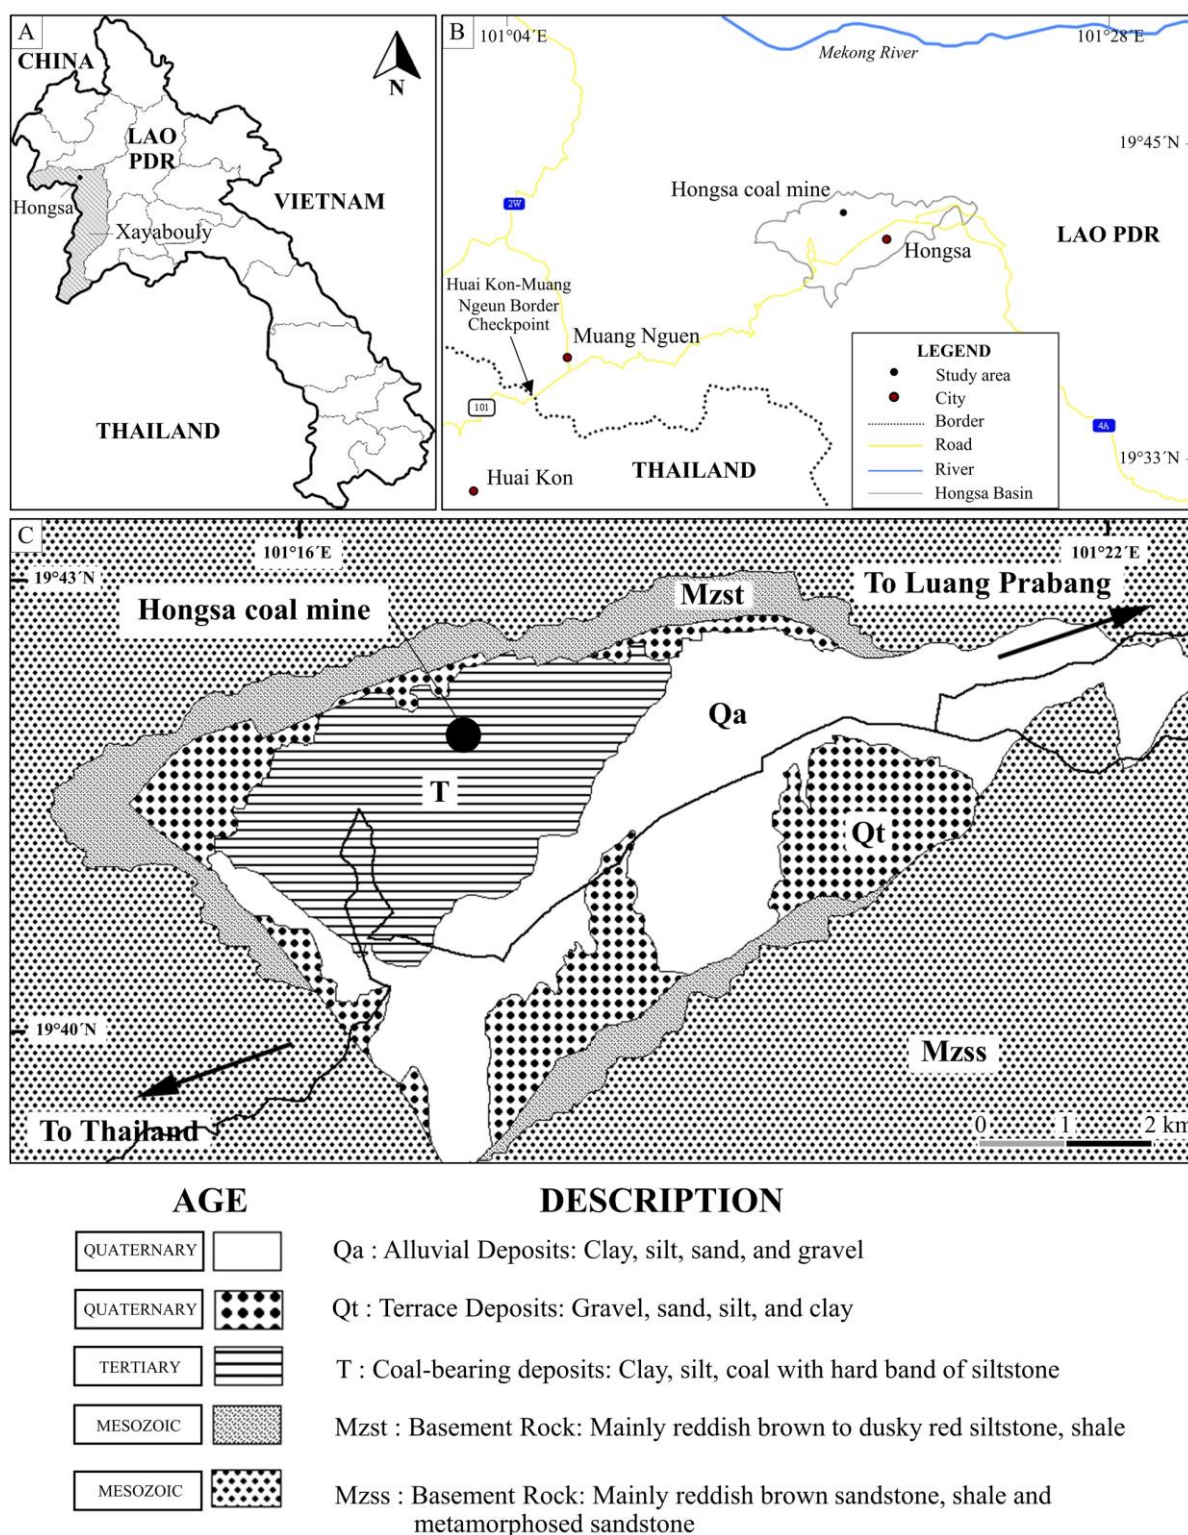 A
CHINA
N
LAO
PDR
Hongsa
VIETNAM
Xayabouly
THAILAND
B
101°04´E
101°28´E
Mekong River
19°45´N
Hongsa coal mine
2W
LAO PDR
Hongsa
Huai Kon-Muang
Ngeun Border
Checkpoint
Muang Nguen
101
4A
19°33´N
THAILAND
Huai Kon
LEGEND
Study area
City
Border
Road
River
Hongsa Basin
C
101°16´E
101°22´E
19°43´N
Hongsa coal mine
Mzst
To Luang Prabang
Qa
T
Qt
19°40´N
Mzss
To Thailand
0 1 2 km
AGE DESCRIPTION
QUATERNARY Qa : Alluvial Deposits: Clay, silt, sand, and gravel
QUATERNARY Qt : Terrace Deposits: Gravel, sand, silt, and clay
TERTIARY T : Coal-bearing deposits: Clay, silt, coal with hard band of siltstone
MESOZOIC Mzst : Basement Rock: Mainly reddish brown to dusky red siltstone, shale
MESOZOIC Mzss : Basement Rock: Mainly reddish brown sandstone, shale and
metamorphosed sandstone